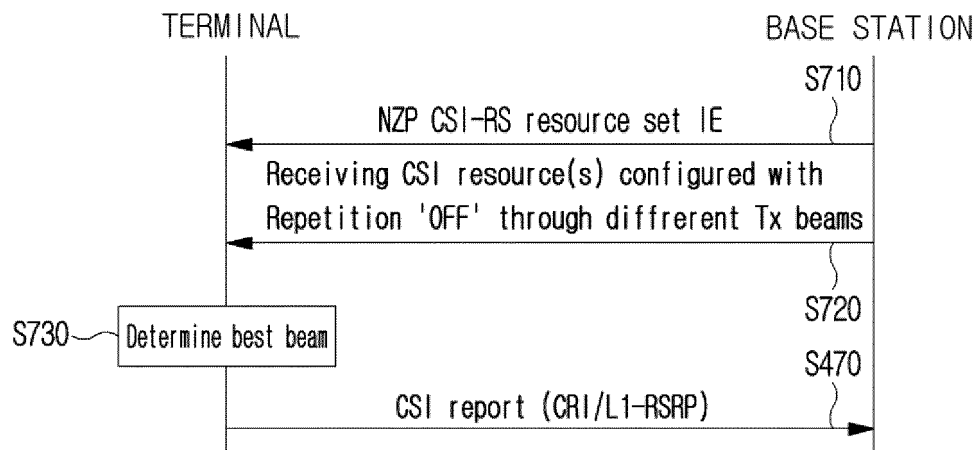 TERMINAL
BASE STATION
S710
NZP CSI-RS resource set IE
Receiving CSI resource(s) configured with
Repetition 'OFF' through diffrerent Tx beams
S720
S730
Determine best beam
S470
CSI report (CRI/L1-RSRP)